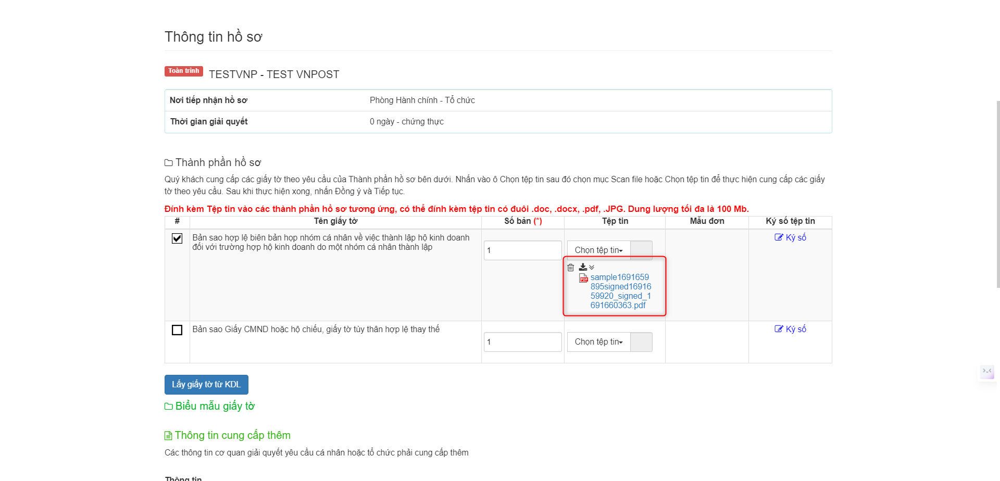 Thông tin hồ sơ
Toàn trình TESTVNP - TEST VNPOST
Nơi tiếp nhận hồ sơ Phòng Hành chính - Tổ chức
Thời gian giải quyết 0 ngày - chứng thực
Thành phần hồ sơ
Quý khách cung cấp các giấy tờ theo yêu cầu của Thành phần hồ sơ bên dưới. Nhấn vào ô Chọn tệp tin sau đó chọn mục Scan file hoặc Chọn tệp tin để thực hiện cung cấp các giấy
tờ theo yêu cầu. Sau khi thực hiện xong, nhấn Đồng ý và Tiếp tục.
Đính kèm Tệp tin vào các thành phần hồ sơ tương ứng, có thể đính kèm tệp tin có đuôi .doc, .docx, .pdf, .JPG. Dung lượng tối đa là 100 Mb.
# Tên giấy tờ Số bản (*) Tệp tin Mẫu đơn Ký số tệp tin
Bản sao hợp lệ biên bản họp nhóm cá nhân về việc thành lập hộ kinh doanh
đối với trường hợp hộ kinh doanh do một nhóm cá nhân thành lập
1
Chọn tệp tin
PDF
sample1691659
895signed16916
59920_signed_1
691660363.pdf
Ký số
Bản sao Giấy CMND hoặc hộ chiếu, giấy tờ tùy thân hợp lệ thay thế
1
Chọn tệp tin
Ký số
Lấy giấy tờ từ KDL
Biểu mẫu giấy tờ
Thông tin cung cấp thêm
Các thông tin cơ quan giải quyết yêu cầu cá nhân hoặc tổ chức phải cung cấp thêm
Thông tin